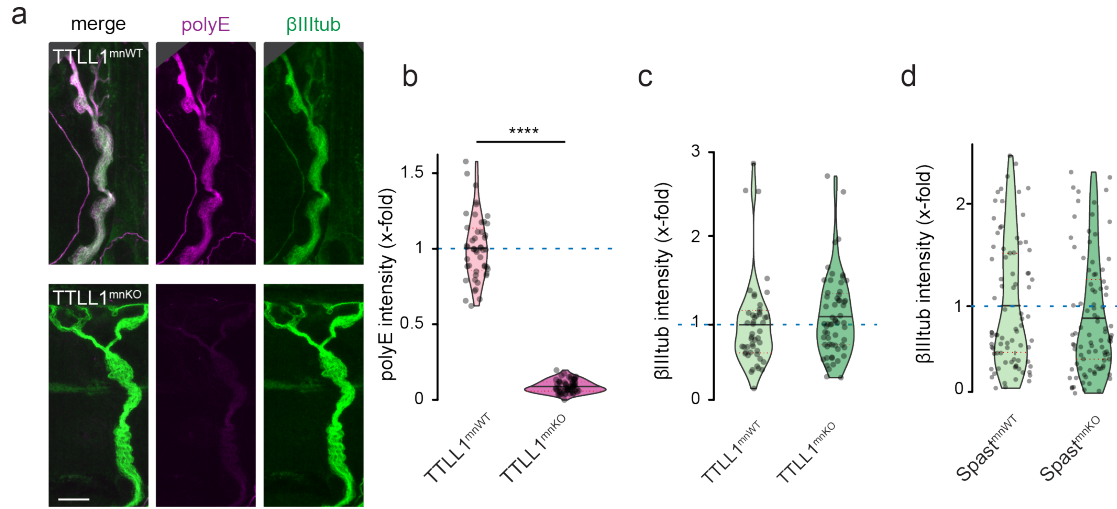 a
merge
polyE
βIIItub
TTLL1mnWT
TTLL1mnKO
b
****
polyE intensity (x-fold)
1.5
1
0.5
0
TTLL1mnWT
TTLL1mnKO
c
βIIItub intensity (x-fold)
3
2
1
0
TTLL1mnWT
TTLL1mnKO
d
βIIItub intensity (x-fold)
2
1
0
SpastmnWT
SpastmnKO